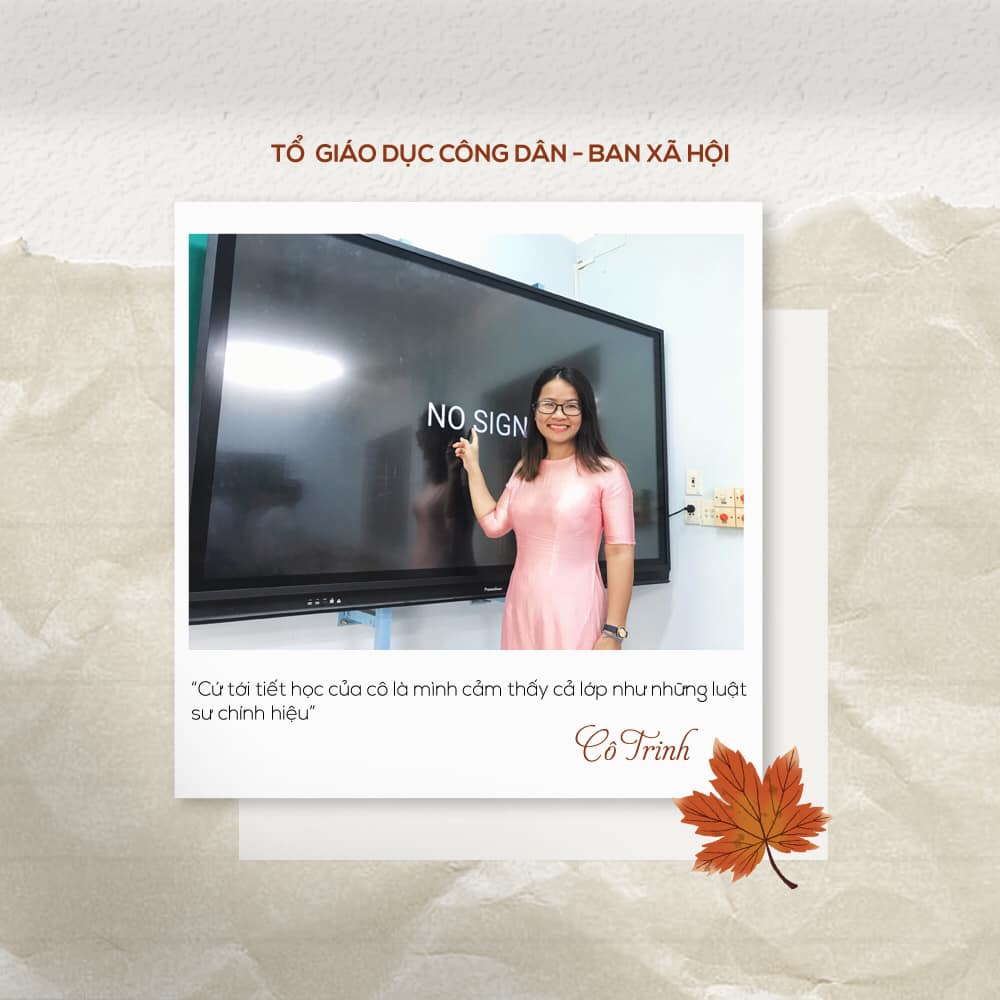 TỔ GIÁO DỤC CÔNG DÂN - BAN XÃ HỘI
NO SIGN
“Cứ tới tiết học của cô là mình cảm thấy cả lớp như những luật
sư chính hiệu”
Cô Trinh